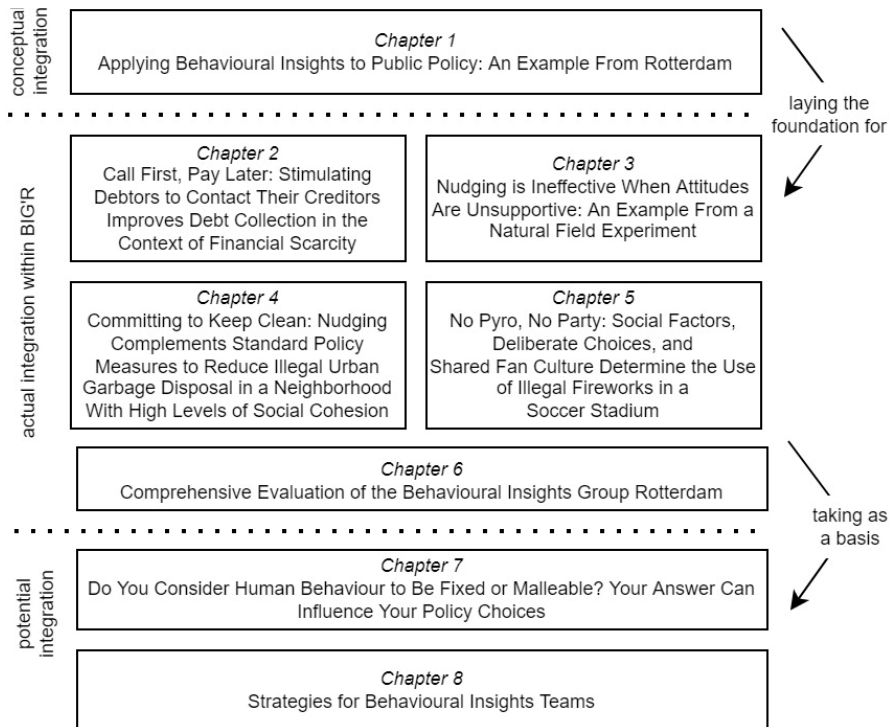 conceptual
integration
Chapter 1
Applying Behavioural Insights to Public Policy: An Example From Rotterdam
laying the
foundation for
actual integration within BIG'R
Chapter 2
Call First, Pay Later: Stimulating
Debtors to Contact Their Creditors
Improves Debt Collection in the
Context of Financial Scarcity
Chapter 3
Nudging is Ineffective When Attitudes
Are Unsupportive: An Example From a
Natural Field Experiment
Chapter 4
Committing to Keep Clean: Nudging
Complements Standard Policy
Measures to Reduce Illegal Urban
Garbage Disposal in a Neighborhood
With High Levels of Social Cohesion
Chapter 5
No Pyro, No Party: Social Factors,
Deliberate Choices, and
Shared Fan Culture Determine the Use
of Illegal Fireworks in a
Soccer Stadium
Chapter 6
Comprehensive Evaluation of the Behavioural Insights Group Rotterdam
taking as
a basis
potential
integration
Chapter 7
Do You Consider Human Behaviour to Be Fixed or Malleable? Your Answer Can
Influence Your Policy Choices
Chapter 8
Strategies for Behavioural Insights Teams